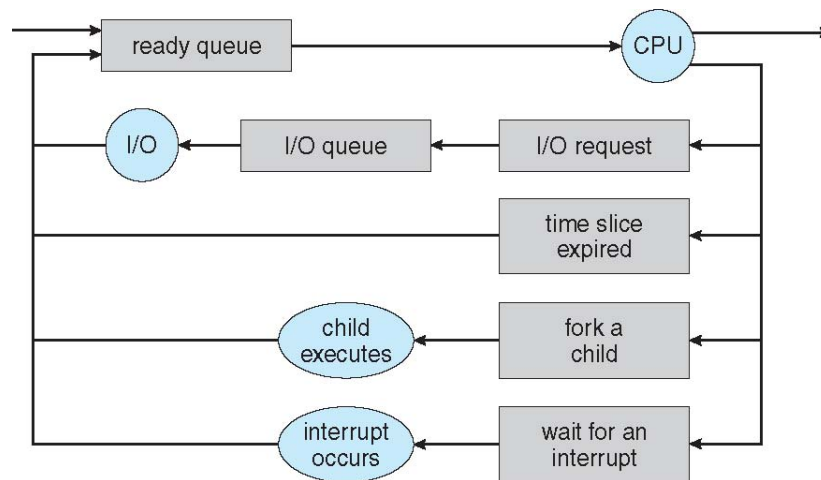 ready queue
CPU
I/O
I/O queue
I/O request
time slice
expired
child
executes
fork a
child
interrupt
occurs
wait for an
interrupt